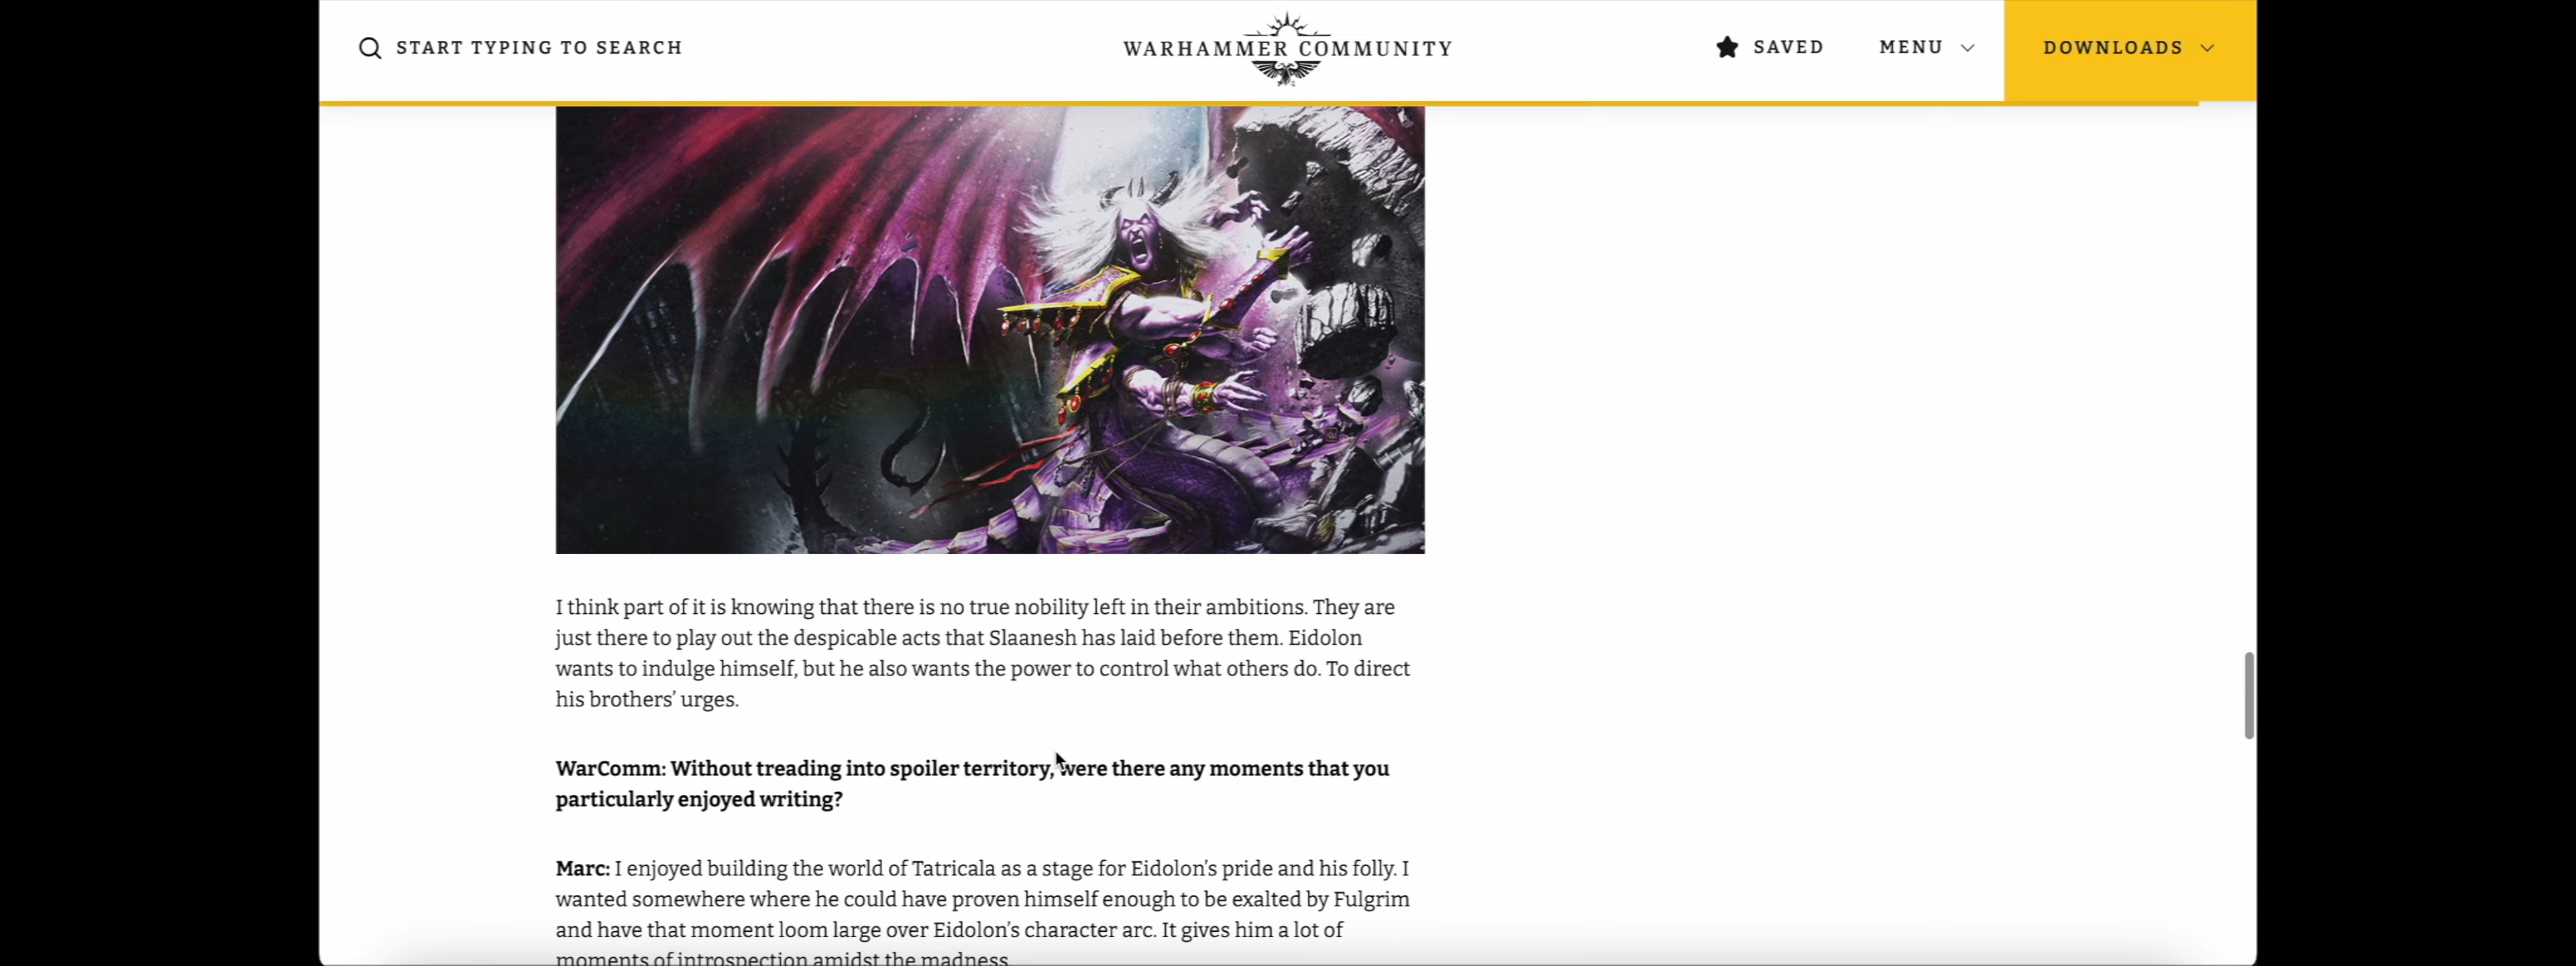 START TYPING TO SEARCH
WARHAMMER COMMUNITY
SAVED
MENU
DOWNLOADS
I think part of it is knowing that there is no true nobility left in their ambitions. They are
just there to play out the despicable acts that Slaanesh has laid before them. Eidolon
wants to indulge himself, but he also wants the power to control what others do. To direct
his brothers’ urges.
WarComm: Without treading into spoiler territory, were there any moments that you
particularly enjoyed writing?
Marc: I enjoyed building the world of Tatricala as a stage for Eidolon’s pride and his folly. I
wanted somewhere where he could have proven himself enough to be exalted by Fulgrim
and have that moment loom large over Eidolon’s character arc. It gives him a lot of
moments of introspection amidst the madness.